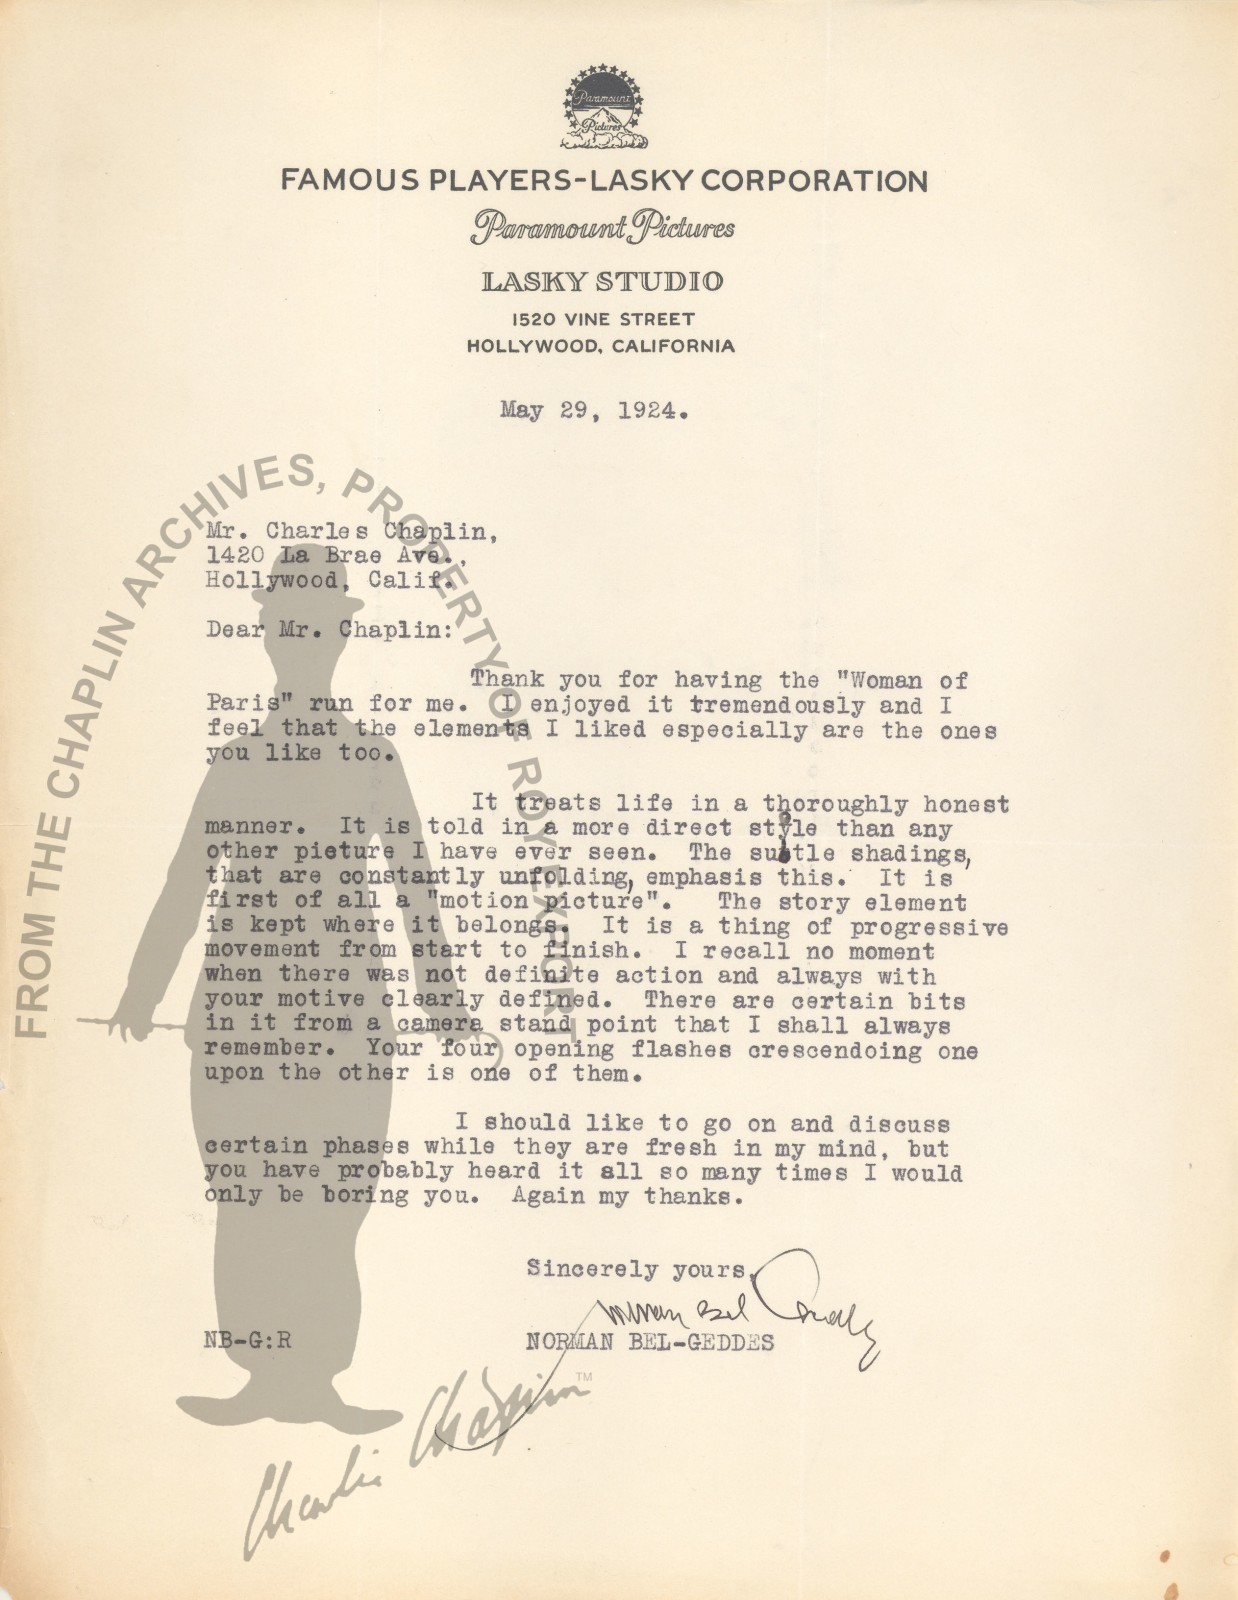 Paramount
Pictures
FAMOUS PLAYERS-LASKY CORPORATION
Paramount Pictures
LASKY STUDIO
1520 VINE STREET
HOLLYWOOD, CALIFORNIA
May 29, 1924.
FROM THE CHAPLIN ARCHIVES, PROPERTY OF ROY EXPORT
Mr. Charles Chaplin,
1420 La Brae Ave.,
Hollywood, Calif.
Dear Mr. Chaplin:
Thank you for having the "Woman of
Paris" run for me. I enjoyed it tremendously and I
feel that the elements I liked especially are the ones
you like too.
It treats life in a thoroughly honest
manner. It is told in a more direct style than any
other picture I have ever seen. The subtle shadings,
that are constantly unfolding, emphasis this. It is
first of all a "motion picture". The story element
is kept where it belongs. It is a thing of progressive
movement from start to finish. I recall no moment
when there was not definite action and always with
your motive clearly defined. There are certain bits
in it from a camera stand point that I shall always
remember. Your four opening flashes crescendoing one
upon the other is one of them.
I should like to go on and discuss
certain phases while they are fresh in my mind, but
you have probably heard it all so many times I would
only be boring you. Again my thanks.
Sincerely yours,
Norman Bel Geddes
NB-G:R NORMAN BEL-GEDDES
Charlie Chaplin TM